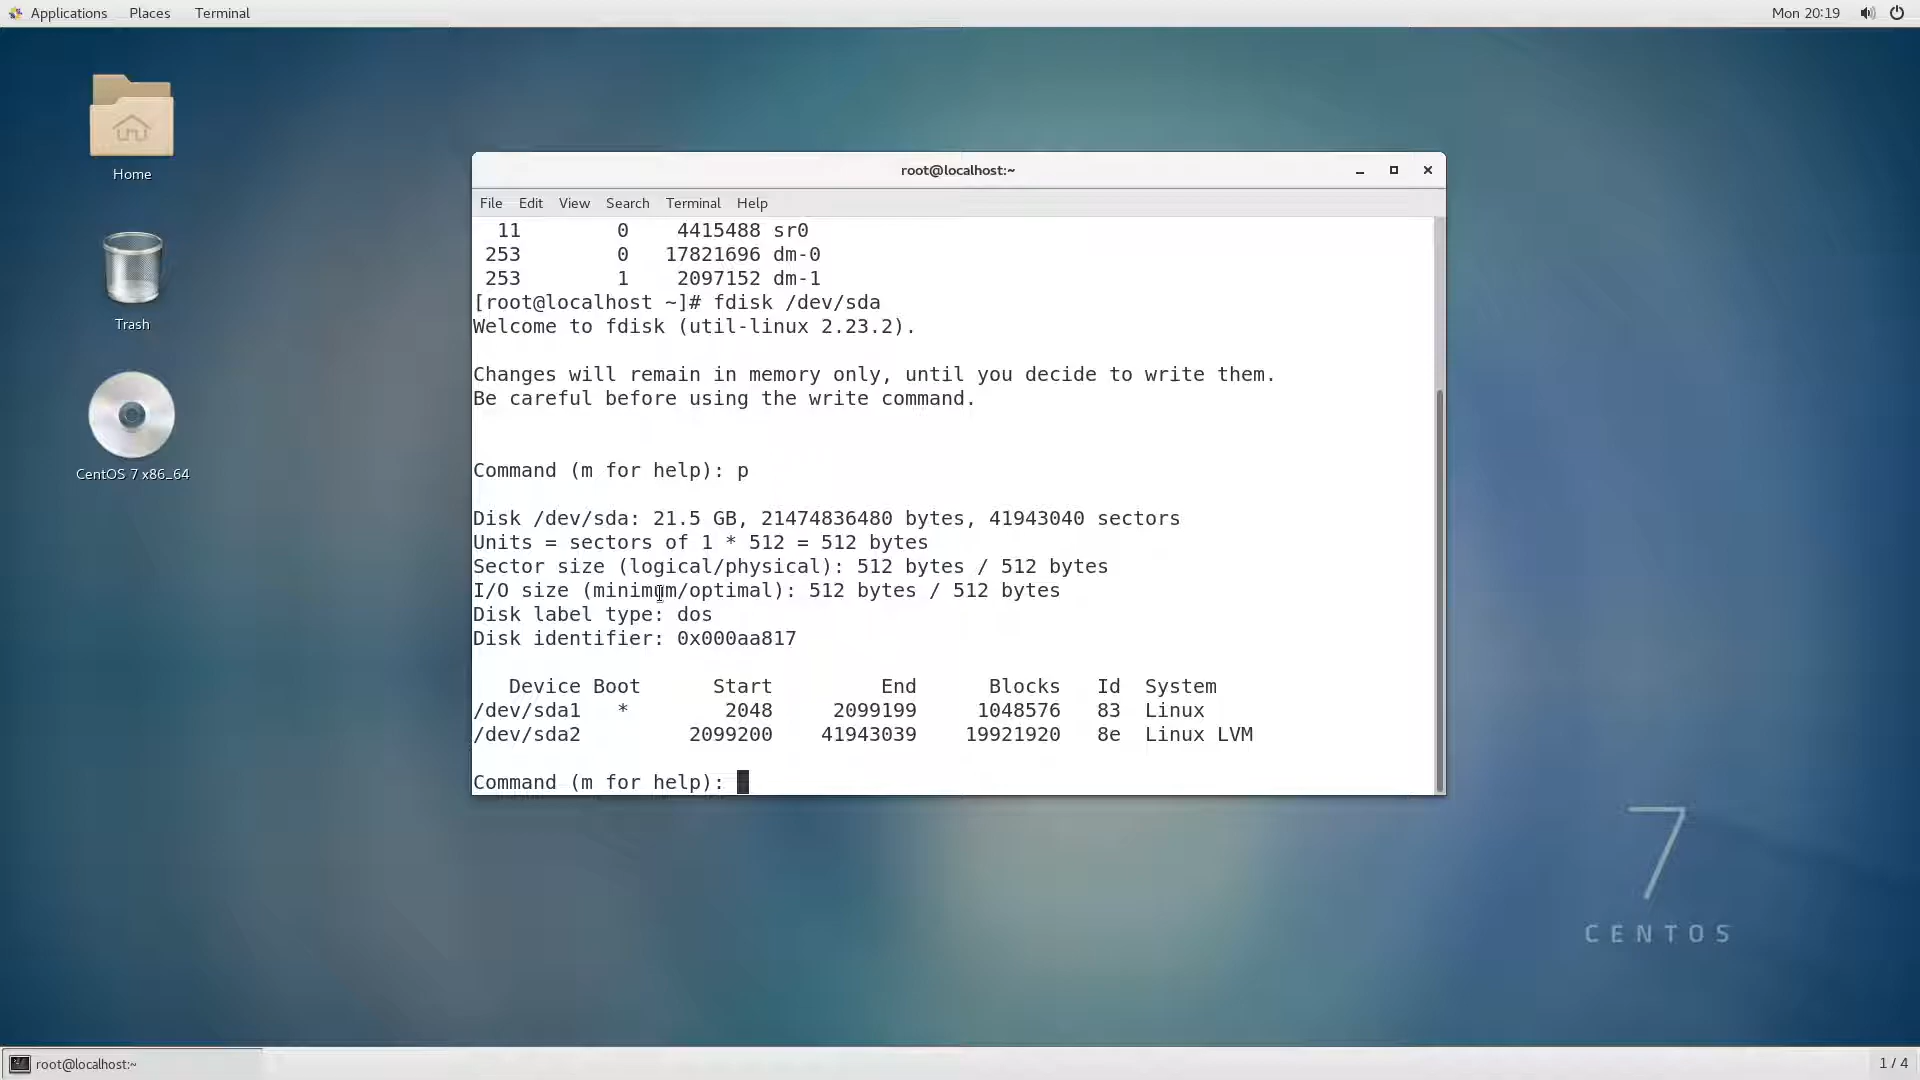 Applications Places Terminal Mon 20:19
Home
Trash
CentOS 7 x86_64
root@localhost:~
File Edit View Search Terminal Help
11 0 4415488 sr0
253 0 17821696 dm-0
253 1 2097152 dm-1
[root@localhost ~]# fdisk /dev/sda
Welcome to fdisk (util-linux 2.23.2).
Changes will remain in memory only, until you decide to write them.
Be careful before using the write command.
Command (m for help): p
Disk /dev/sda: 21.5 GB, 21474836480 bytes, 41943040 sectors
Units = sectors of 1 * 512 = 512 bytes
Sector size (logical/physical): 512 bytes / 512 bytes
I/O size (minimum/optimal): 512 bytes / 512 bytes
Disk label type: dos
Disk identifier: 0x000aa817
Device Boot Start End Blocks Id System
/dev/sda1 * 2048 2099199 1048576 83 Linux
/dev/sda2 2099200 41943039 19921920 8e Linux LVM
Command (m for help):
7
CENTOS
root@localhost:~
1 / 4